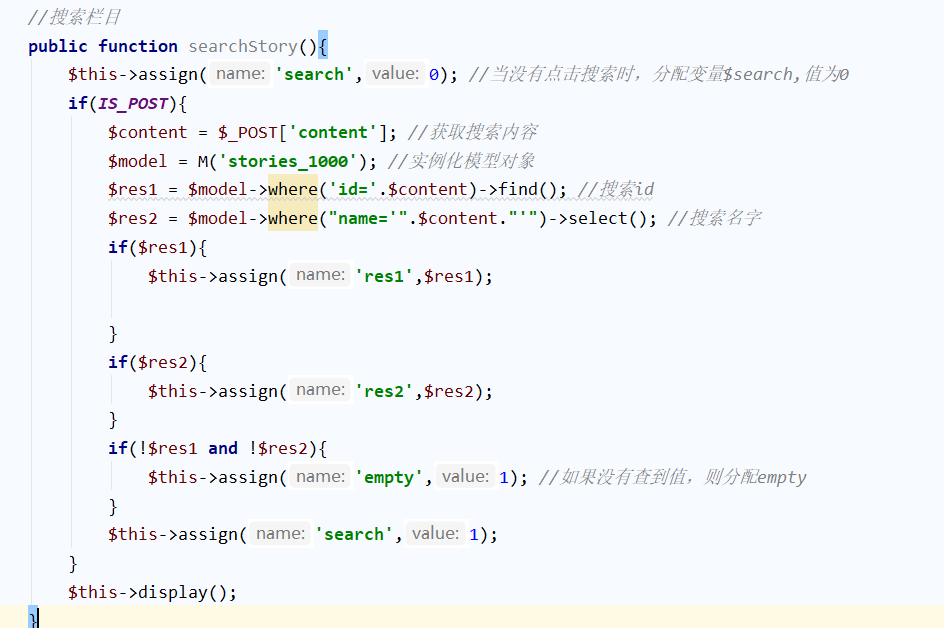 //搜索栏目
public function searchStory(){
$this->assign( name: 'search', value: 0); //当没有点击搜索时，分配变量$search,值为0
if(IS_POST){
$content = $_POST['content']; //获取搜索内容
$model = M('stories_1000'); //实例化模型对象
$res1 = $model->where('id='.$content)->find(); //搜索id
$res2 = $model->where("name='".$content."'")->select(); //搜索名字
if($res1){
$this->assign( name: 'res1',$res1);
}
if($res2){
$this->assign( name: 'res2',$res2);
}
if(!$res1 and !$res2){
$this->assign( name: 'empty', value: 1); //如果没有查到值，则分配empty
}
$this->assign( name: 'search', value: 1);
}
$this->display();
}